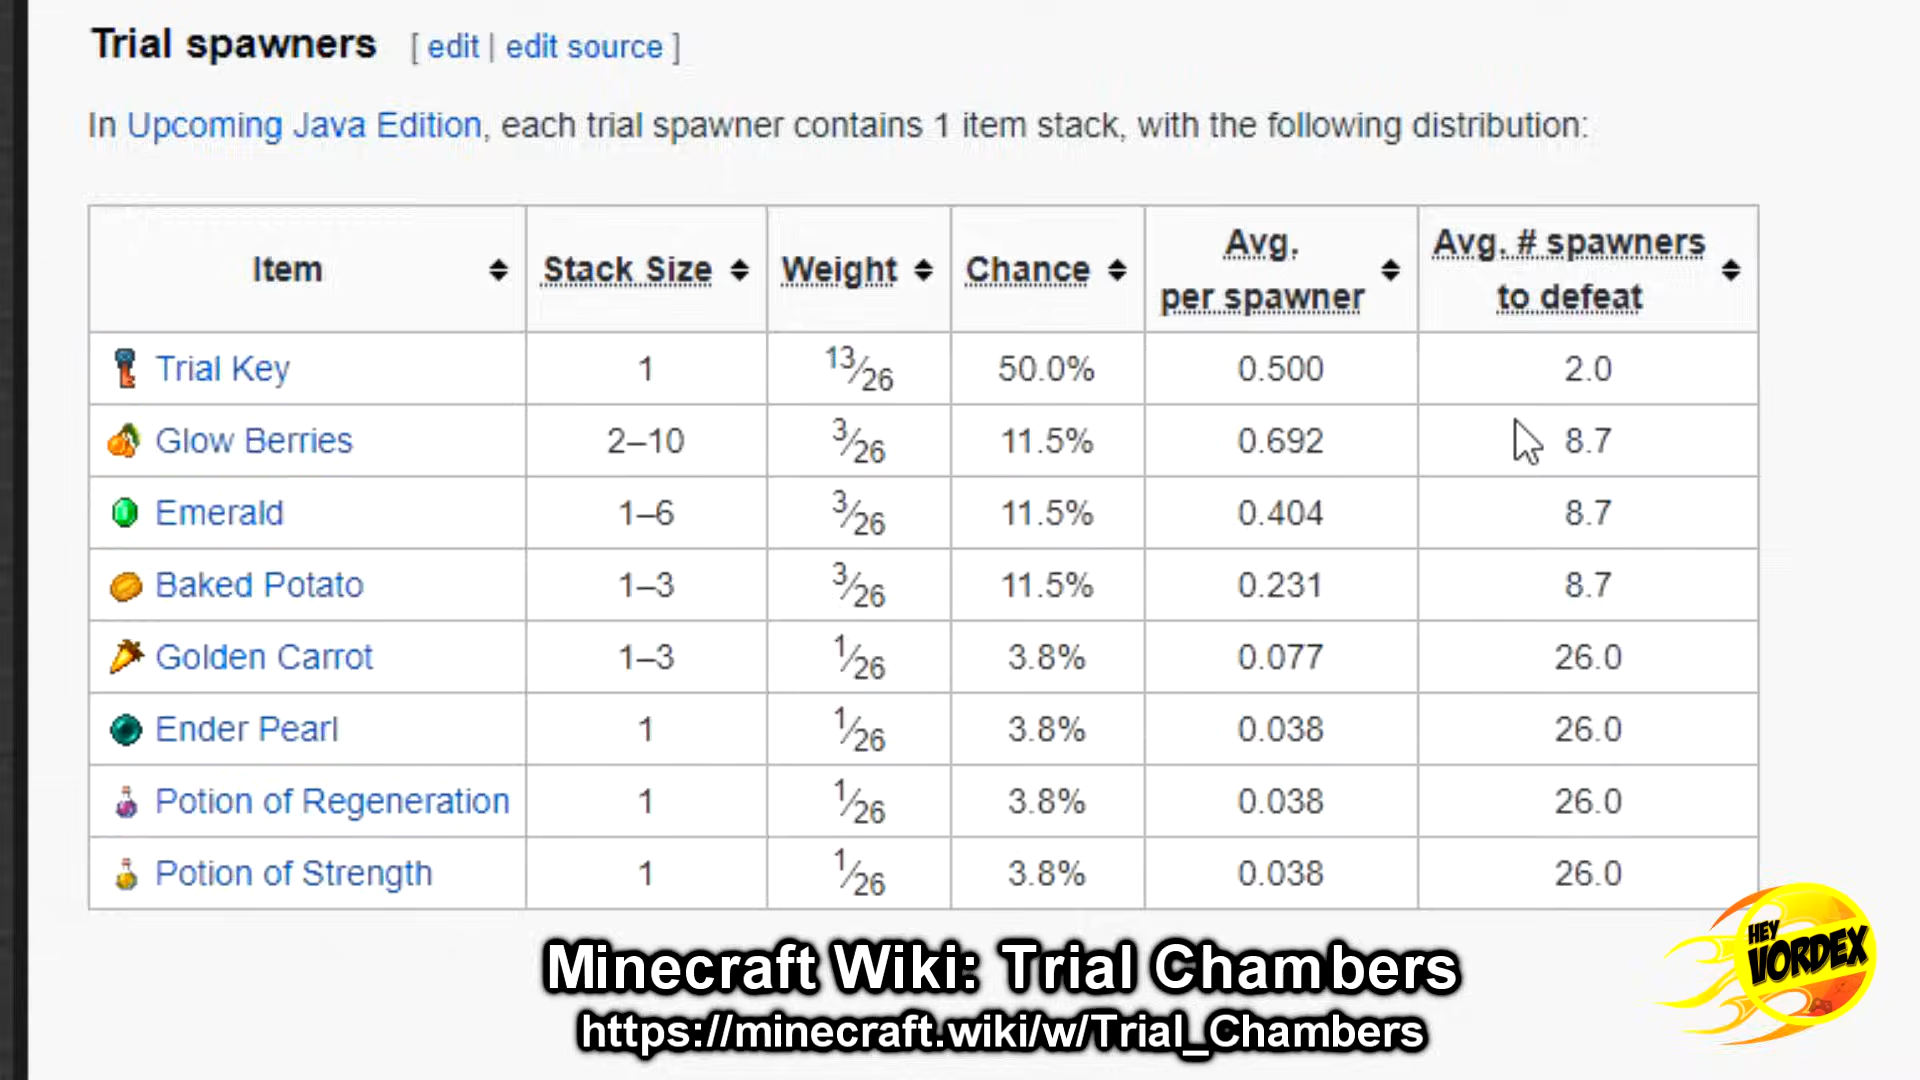 Trial spawners [ edit | edit source ]
In Upcoming Java Edition, each trial spawner contains 1 item stack, with the following distribution:
Item Stack Size Weight Chance Avg. per spawner Avg. # spawners to defeat
Trial Key 1 13/26 50.0% 0.500 2.0
Glow Berries 2–10 3/26 11.5% 0.692 8.7
Emerald 1–6 3/26 11.5% 0.404 8.7
Baked Potato 1–3 3/26 11.5% 0.231 8.7
Golden Carrot 1–3 1/26 3.8% 0.077 26.0
Ender Pearl 1 1/26 3.8% 0.038 26.0
Potion of Regeneration 1 1/26 3.8% 0.038 26.0
Potion of Strength 1 1/26 3.8% 0.038 26.0
HEY
VORDEX
Minecraft Wiki: Trial Chambers
https://minecraft.wiki/w/Trial_Chambers